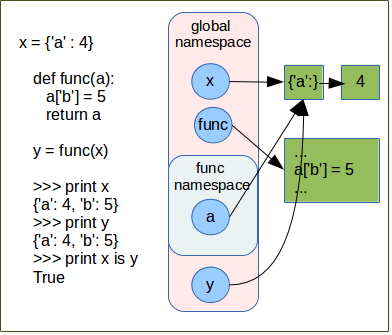 x = {'a' : 4}
def func(a):
a['b'] = 5
return a
y = func(x)
>>> print x
{'a': 4, 'b': 5}
>>> print y
{'a': 4, 'b': 5}
>>> print x is y
True
global
namespace
x
func
func
namespace
a
y
{'a':}
4
...
a['b'] = 5
...